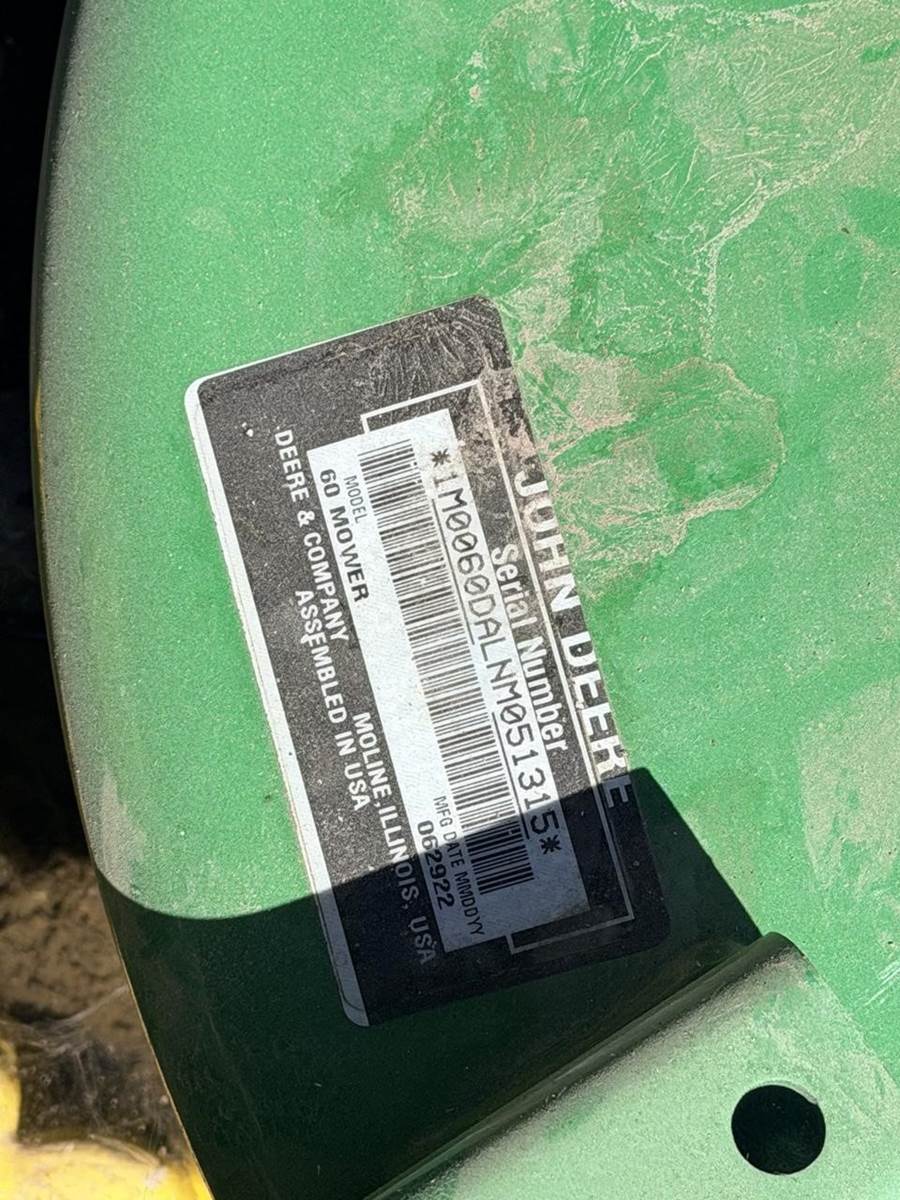 JOHN DEERE
Serial Number
*1M0060DALNM051315*
MODEL
60 MOWER
MFG DATE MMDDYY
062922
DEERE & COMPANY MOLINE, ILLINOIS, USA
ASSEMBLED IN USA